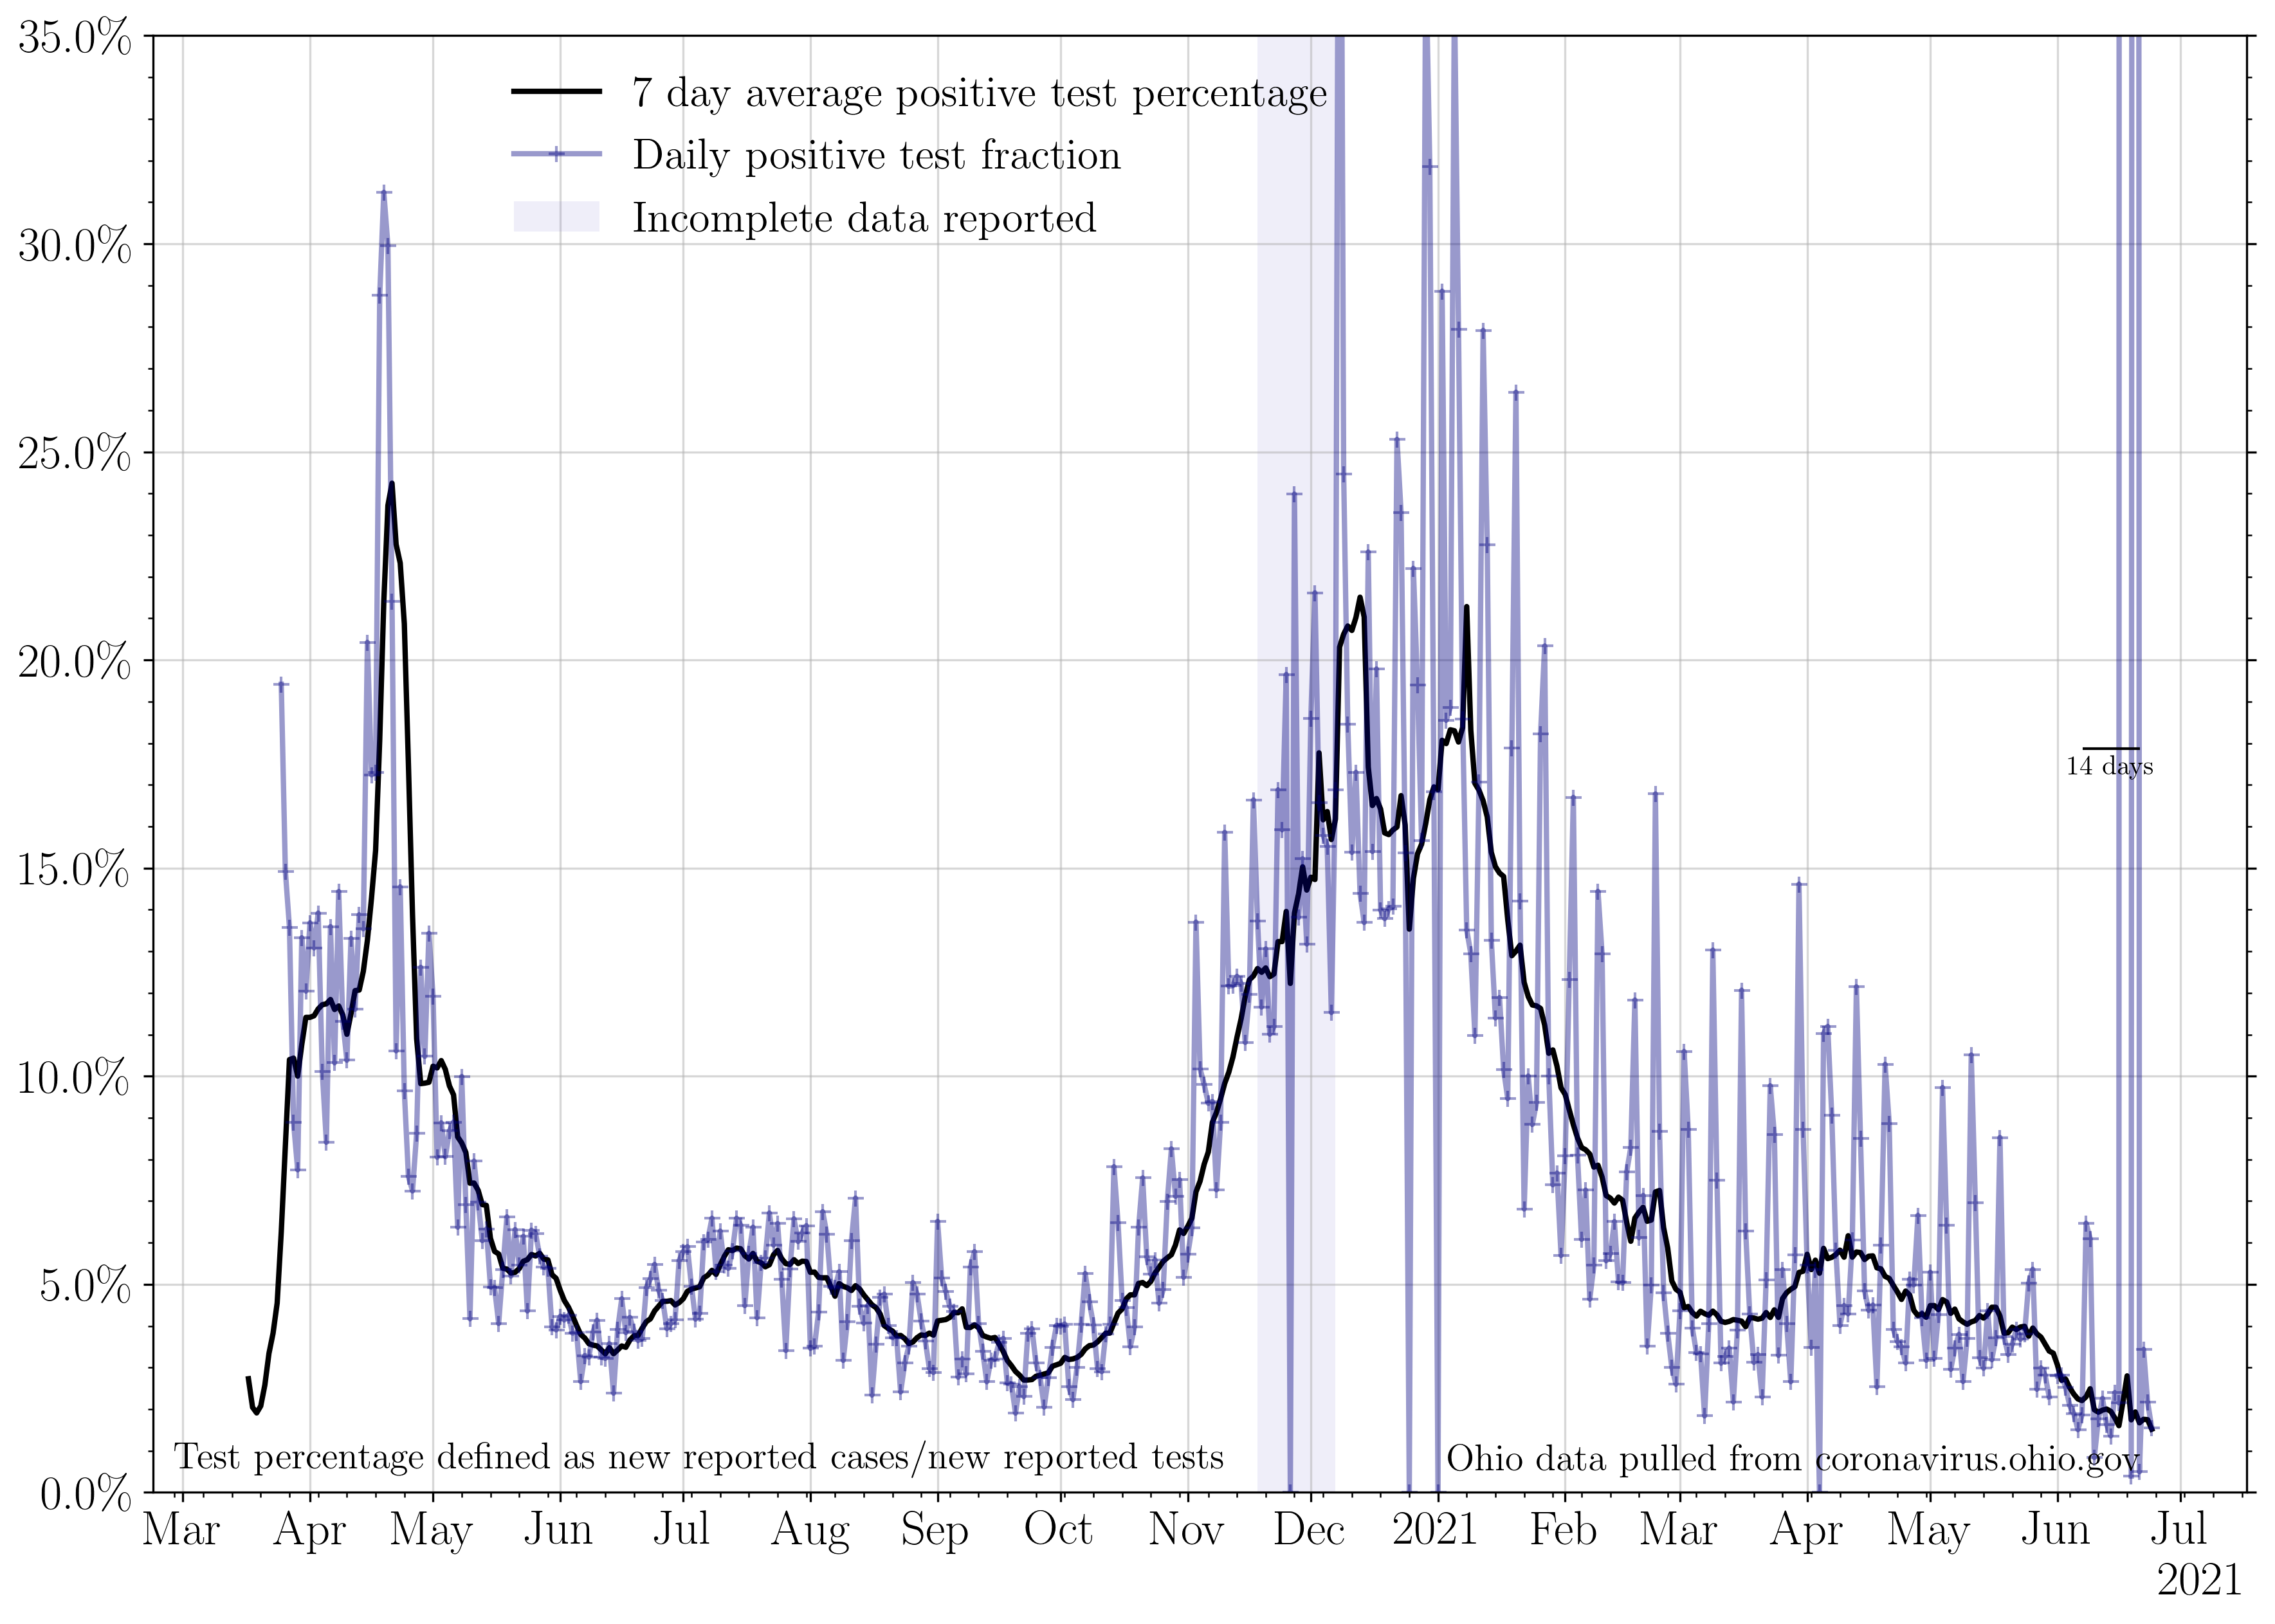 35.0%
30.0%
25.0%
20.0%
15.0%
10.0%
5.0%
0.0%
7 day average positive test percentage
Daily positive test fraction
Incomplete data reported
14 days
Test percentage defined as new reported cases/new reported tests
Ohio data pulled from coronavirus.ohio.gov
Mar Apr May Jun Jul Aug Sep Oct Nov Dec 2021 Feb Mar Apr May Jun Jul
2021